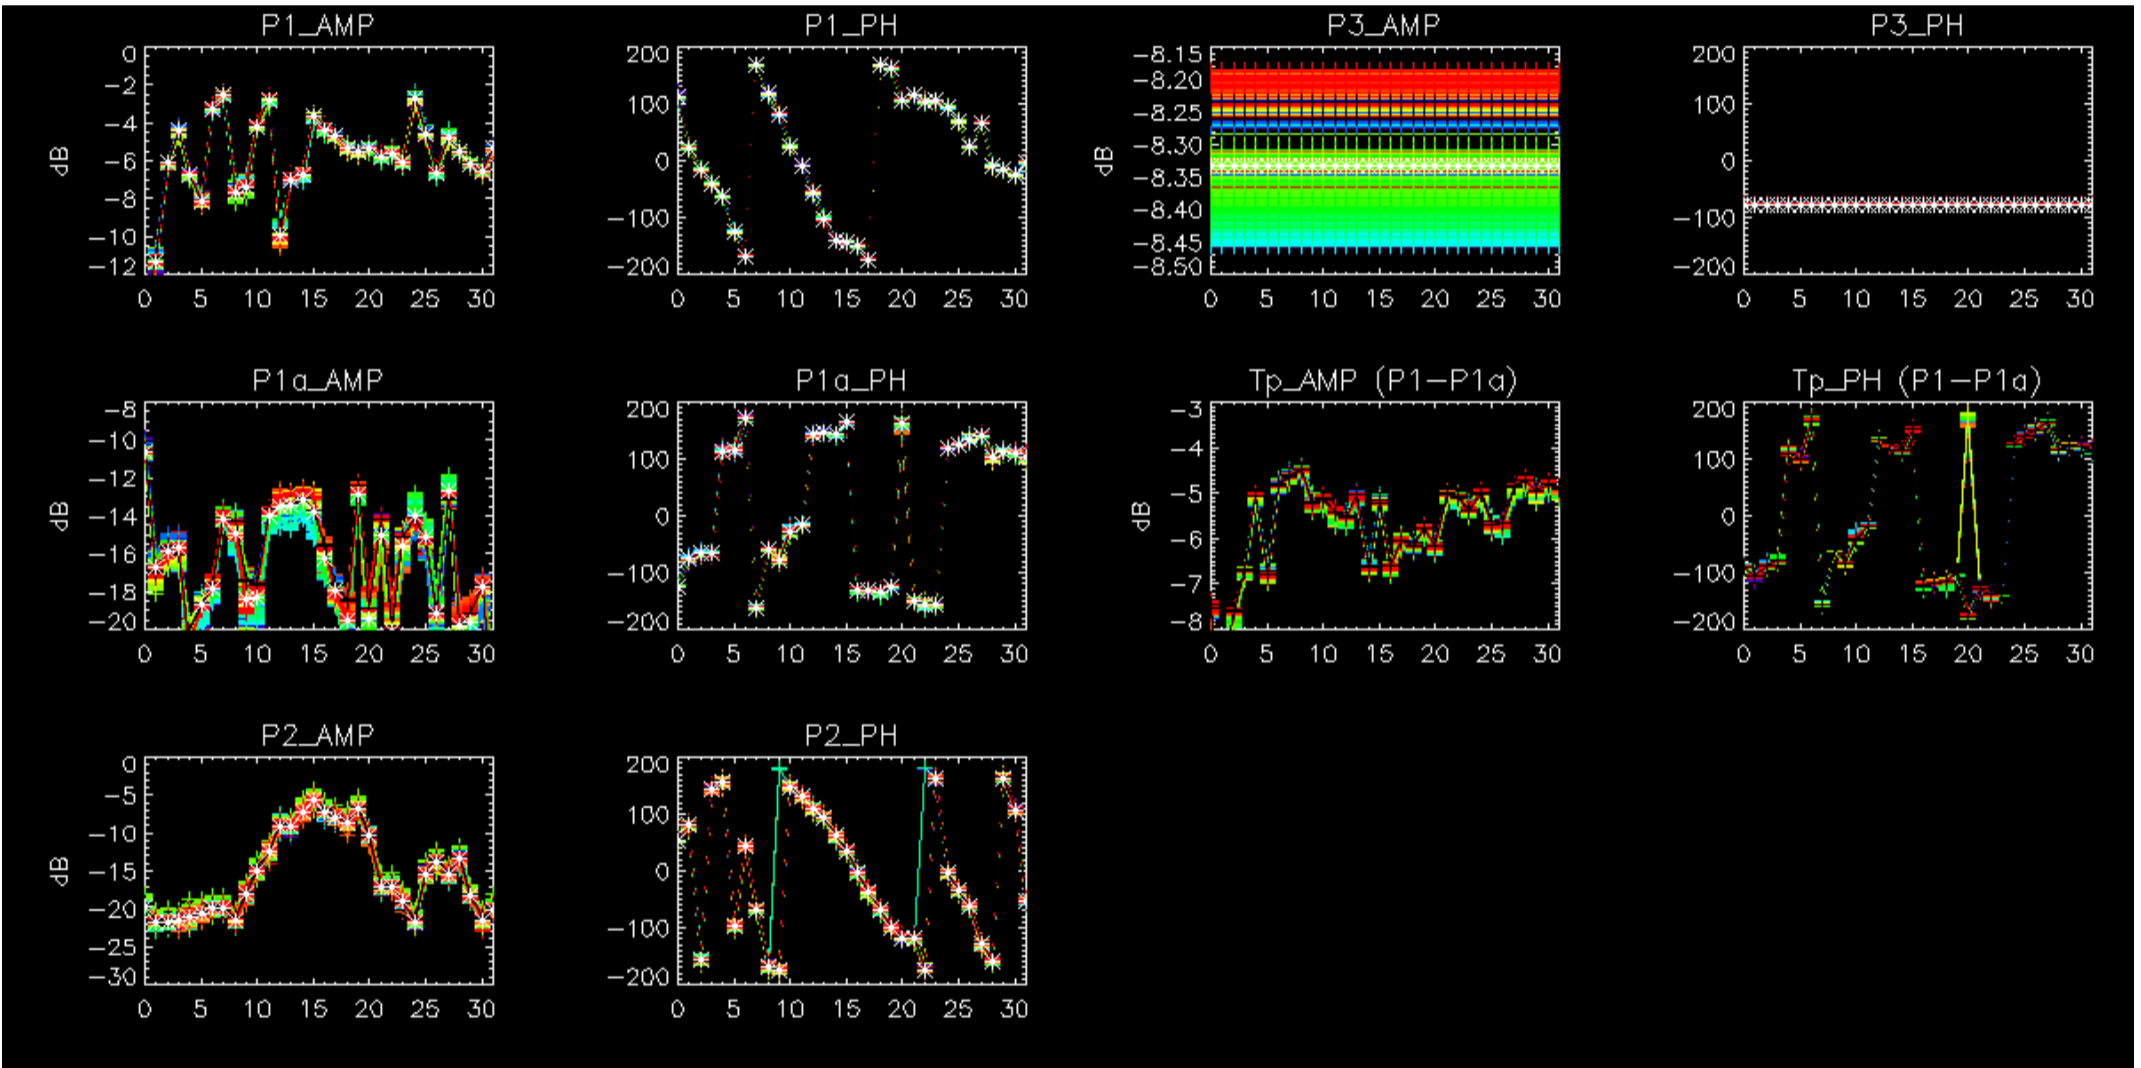 P1_AMP
P1_PH
P3_AMP
P3_PH
0
-2
-4
-6
-8
-10
-12
dB
0 5 10 15 20 25 30
200
100
0
-100
-200
0 5 10 15 20 25 30
-8.15
-8.20
-8.25
-8.30
-8.35
-8.40
-8.45
-8.50
dB
0 5 10 15 20 25 30
200
100
0
-100
-200
0 5 10 15 20 25 30
P1a_AMP
P1a_PH
Tp_AMP (P1-P1a)
Tp_PH (P1-P1a)
-8
-10
-12
-14
-16
-18
-20
dB
0 5 10 15 20 25 30
200
100
0
-100
-200
0 5 10 15 20 25 30
-3
-4
-5
-6
-7
-8
dB
0 5 10 15 20 25 30
200
100
0
-100
-200
0 5 10 15 20 25 30
P2_AMP
P2_PH
0
-5
-10
-15
-20
-25
-30
dB
0 5 10 15 20 25 30
200
100
0
-100
-200
0 5 10 15 20 25 30